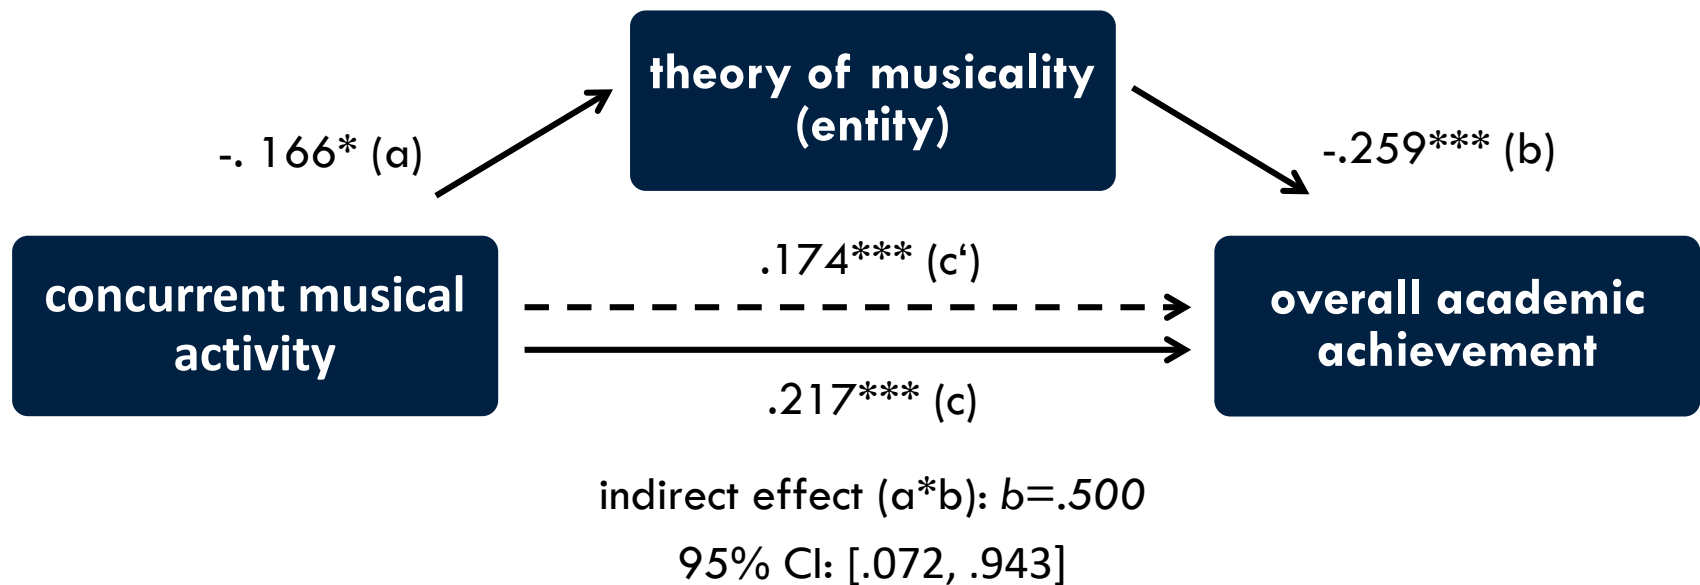 theory of musicality
(entity)
-. 166* (a)
-.259*** (b)
concurrent musical
activity
.174*** (c‘)
.217*** (c)
overall academic
achievement
indirect effect (a*b): b=.500
95% CI: [.072, .943]